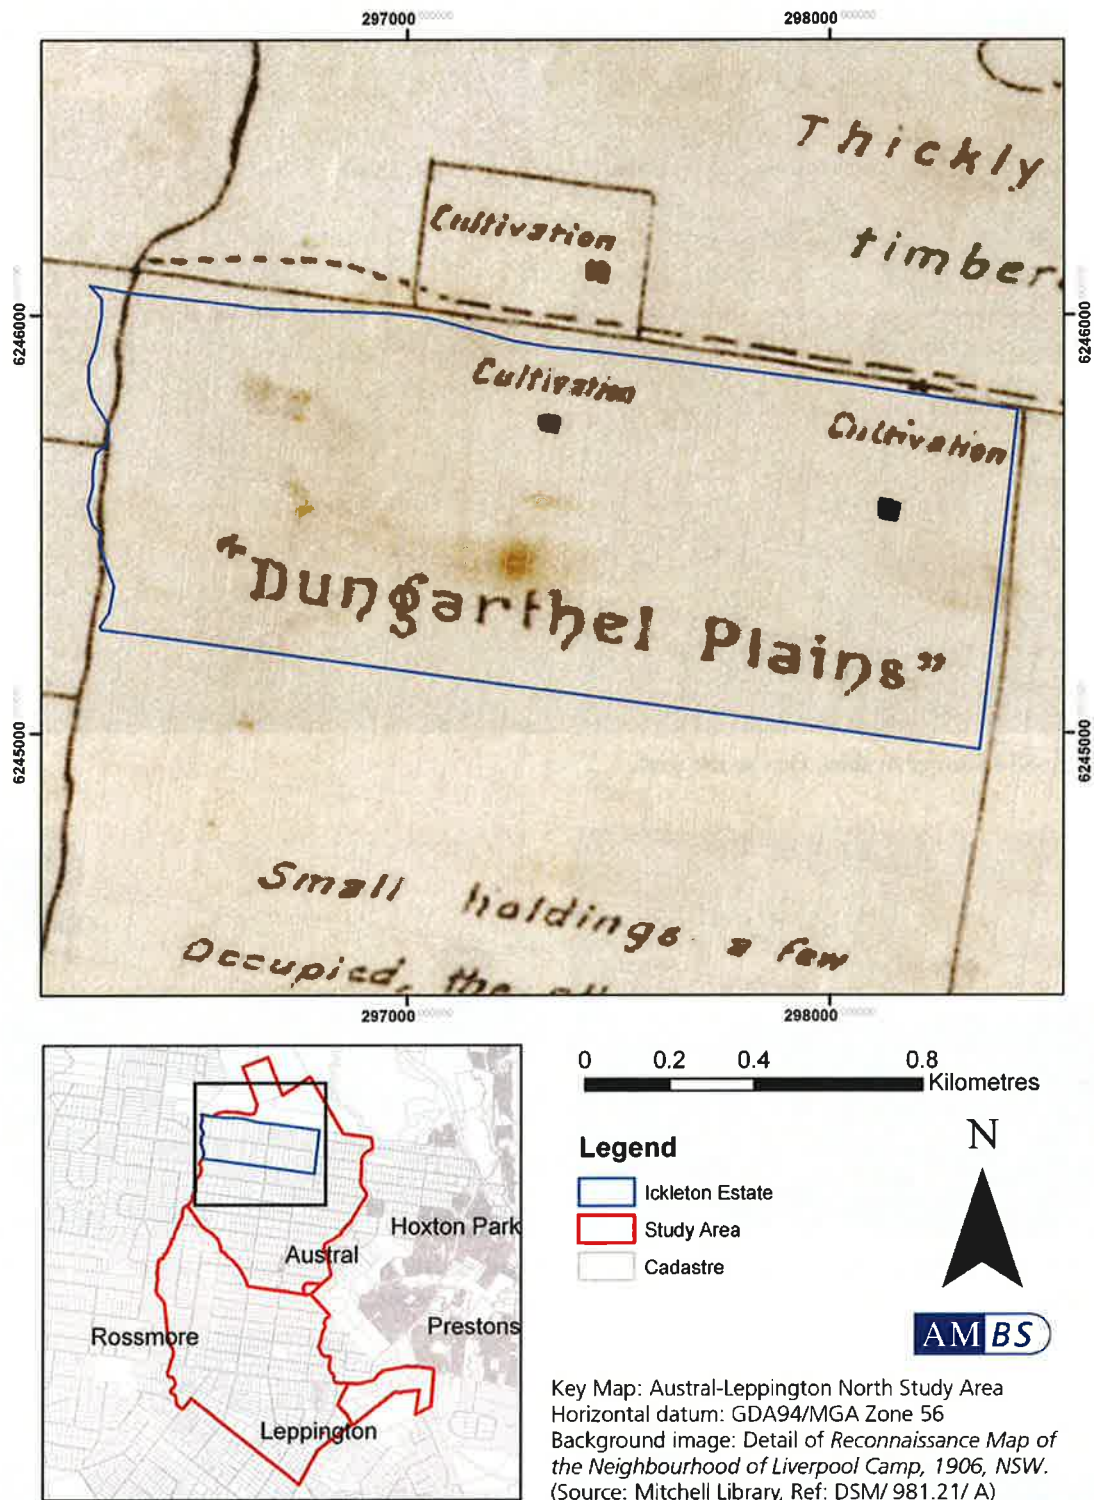 297000
298000
6246000
6246000
6245000
6245000
Thickly
timber
Cultivation
Cultivation
Cultivation
"Dungarthel Plains"
Small holdings a few
Occupied, the
297000
298000
0 0.2 0.4 0.8
Kilometres
Legend
Ickleton Estate
Study Area
Cadastre
N
AMBS
Hoxton Park
Austral
Prestons
Rossmore
Leppington
Key Map: Austral-Leppington North Study Area
Horizontal datum: GDA94/MGA Zone 56
Background image: Detail of Reconnaissance Map of
the Neighbourhood of Liverpool Camp, 1906, NSW.
(Source: Mitchell Library, Ref: DSM/ 981.21/ A)